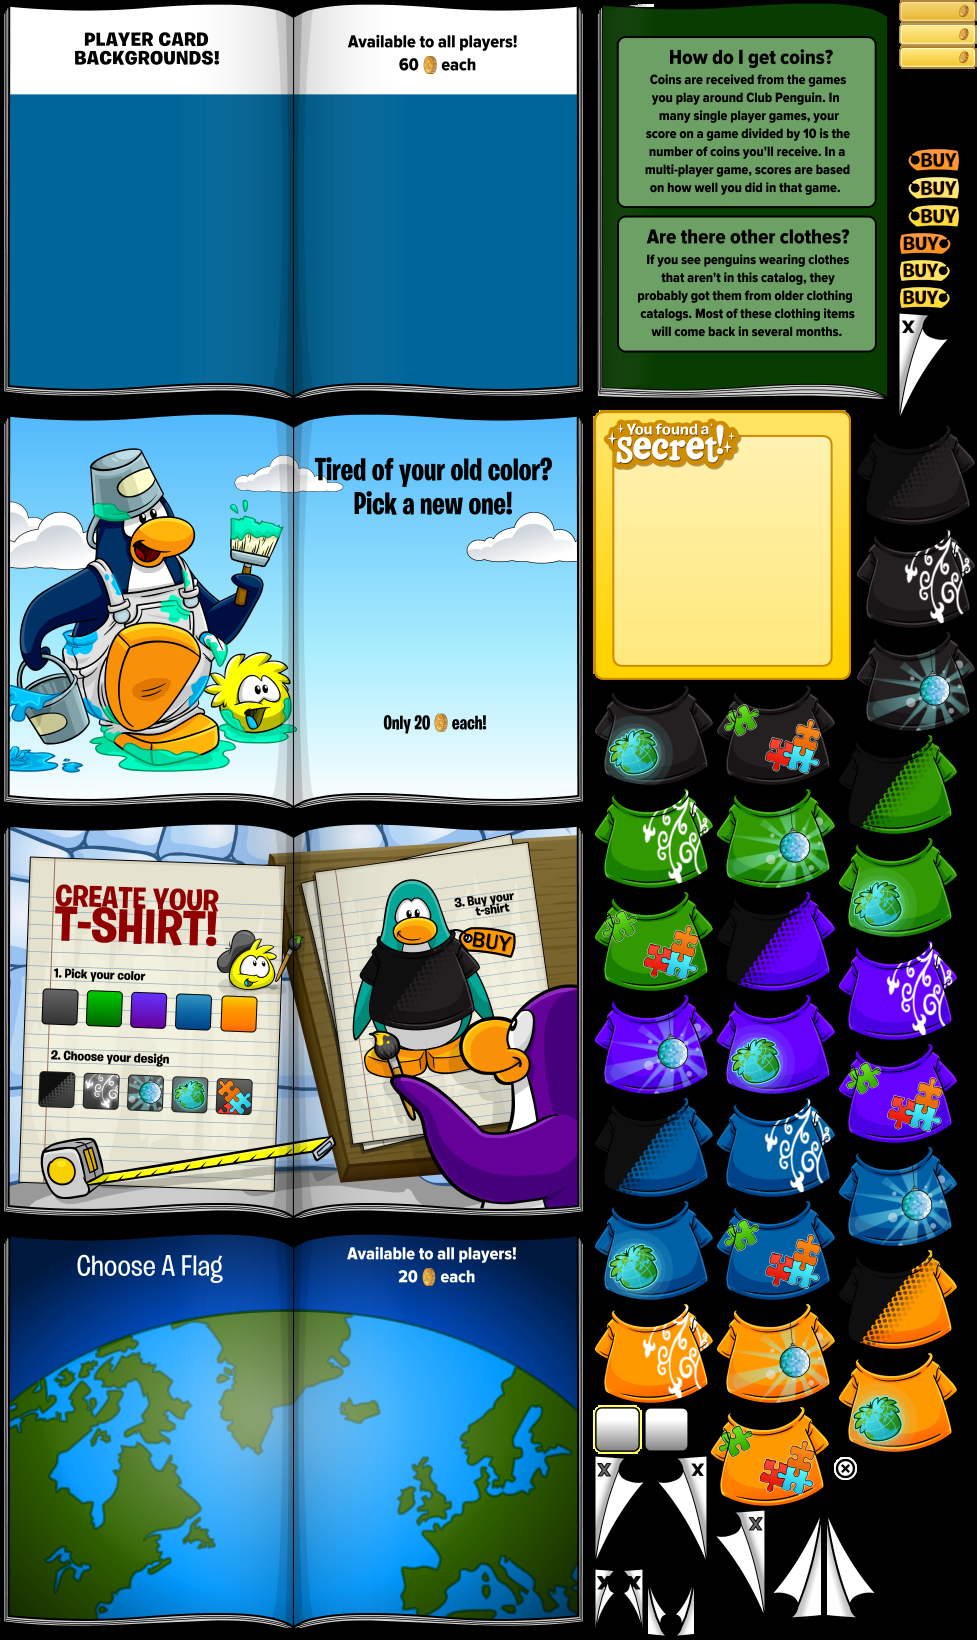 PLAYER CARD
BACKGROUNDS!
Available to all players!
60 each
How do I get coins?
Coins are received from the games
you play around Club Penguin. In
many single player games, your
score on a game divided by 10 is the
number of coins you'll receive. In a
multi-player game, scores are based
on how well you did in that game.
Are there other clothes?
If you see penguins wearing clothes
that aren't in this catalog, they
probably got them from older clothing
catalogs. Most of these clothing items
will come back in several months.
BUY
BUY
BUY
BUY
BUY
BUY
X
Tired of your old color?
Pick a new one!
Only 20 each!
You found a
secret!
CREATE YOUR
T-SHIRT!
1. Pick your color
2. Choose your design
3. Buy your
t-shirt
BUY
Choose A Flag
Available to all players!
20 each
X
X
X
X
X
X